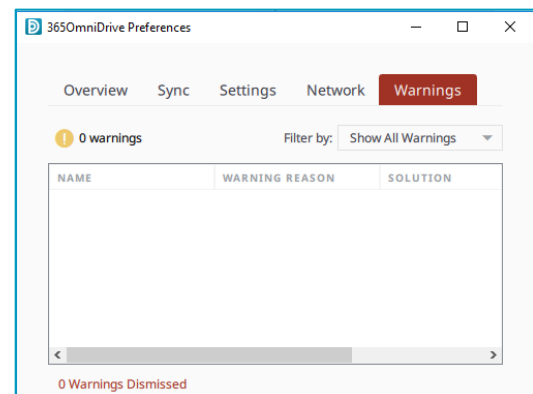 365OmniDrive Preferences
Overview Sync Settings Network Warnings
0 warnings Filter by: Show All Warnings
NAME WARNING REASON SOLUTION
0 Warnings Dismissed